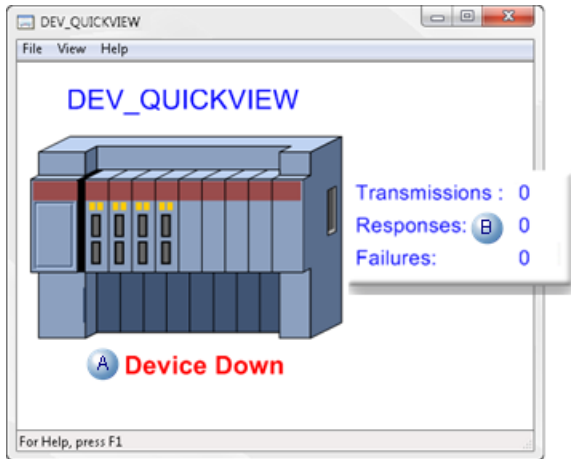 DEV_QUICKVIEW
File View Help
DEV_QUICKVIEW
Transmissions : 0
Responses: B 0
Failures: 0
A Device Down
For Help, press F1